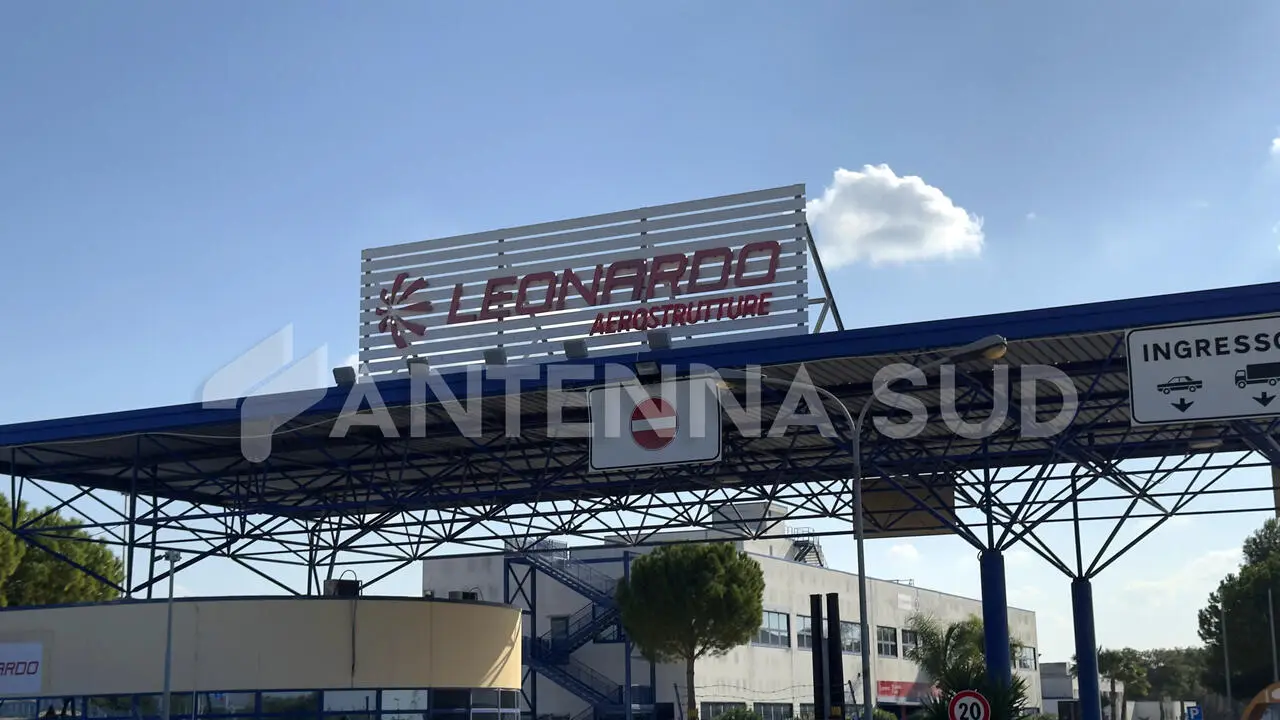 LEONARDO
AEROSTRUTTURE
ANTENNA SUD
INGRESSO
ARDO
20
P